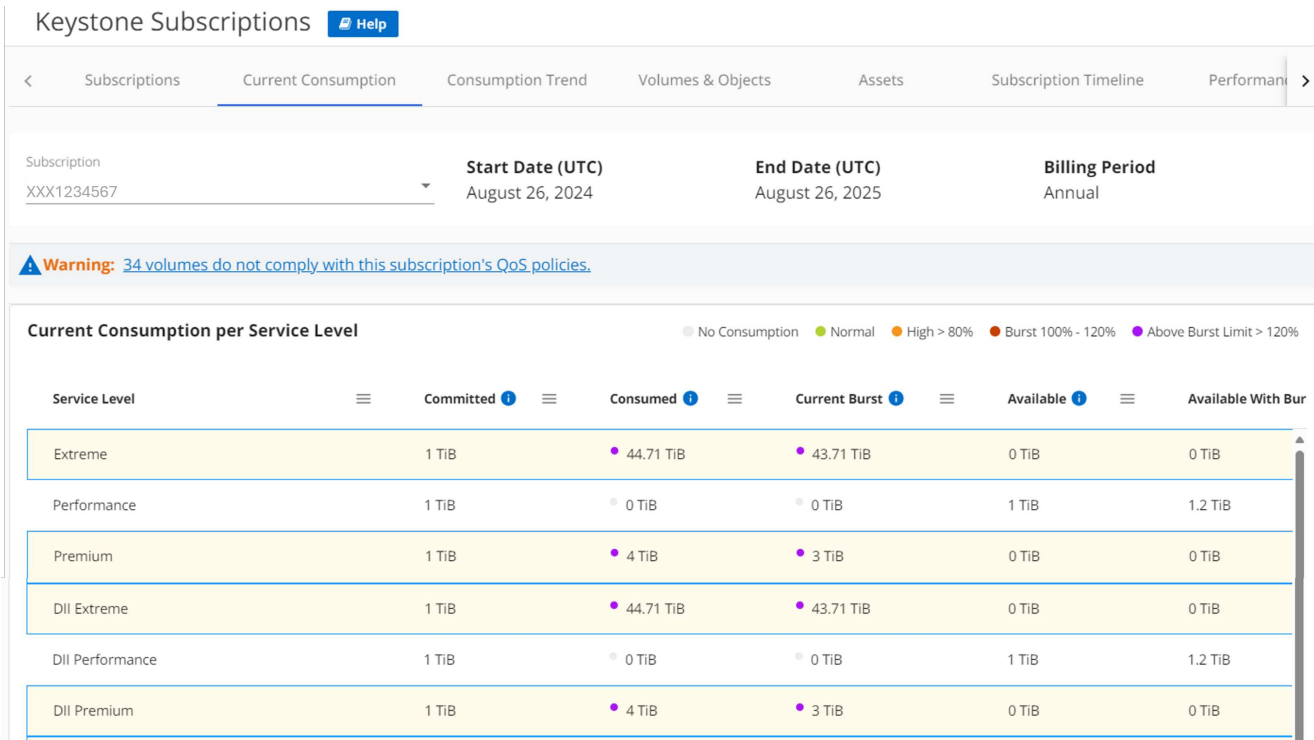 Keystone Subscriptions Help
Subscriptions Current Consumption Consumption Trend Volumes & Objects Assets Subscription Timeline Performanc
Subscription
XXX1234567
Start Date (UTC) End Date (UTC) Billing Period
August 26, 2024 August 26, 2025 Annual
Warning: 34 volumes do not comply with this subscription's QoS policies.
Current Consumption per Service Level No Consumption Normal High > 80% Burst 100% - 120% Above Burst Limit > 120%
Service Level Committed Consumed Current Burst Available Available With Bur
Extreme 1 TiB 44.71 TiB 43.71 TiB 0 TiB 0 TiB
Performance 1 TiB 0 TiB 0 TiB 1 TiB 1.2 TiB
Premium 1 TiB 4 TiB 3 TiB 0 TiB 0 TiB
DII Extreme 1 TiB 44.71 TiB 43.71 TiB 0 TiB 0 TiB
DII Performance 1 TiB 0 TiB 0 TiB 1 TiB 1.2 TiB
DII Premium 1 TiB 4 TiB 3 TiB 0 TiB 0 TiB